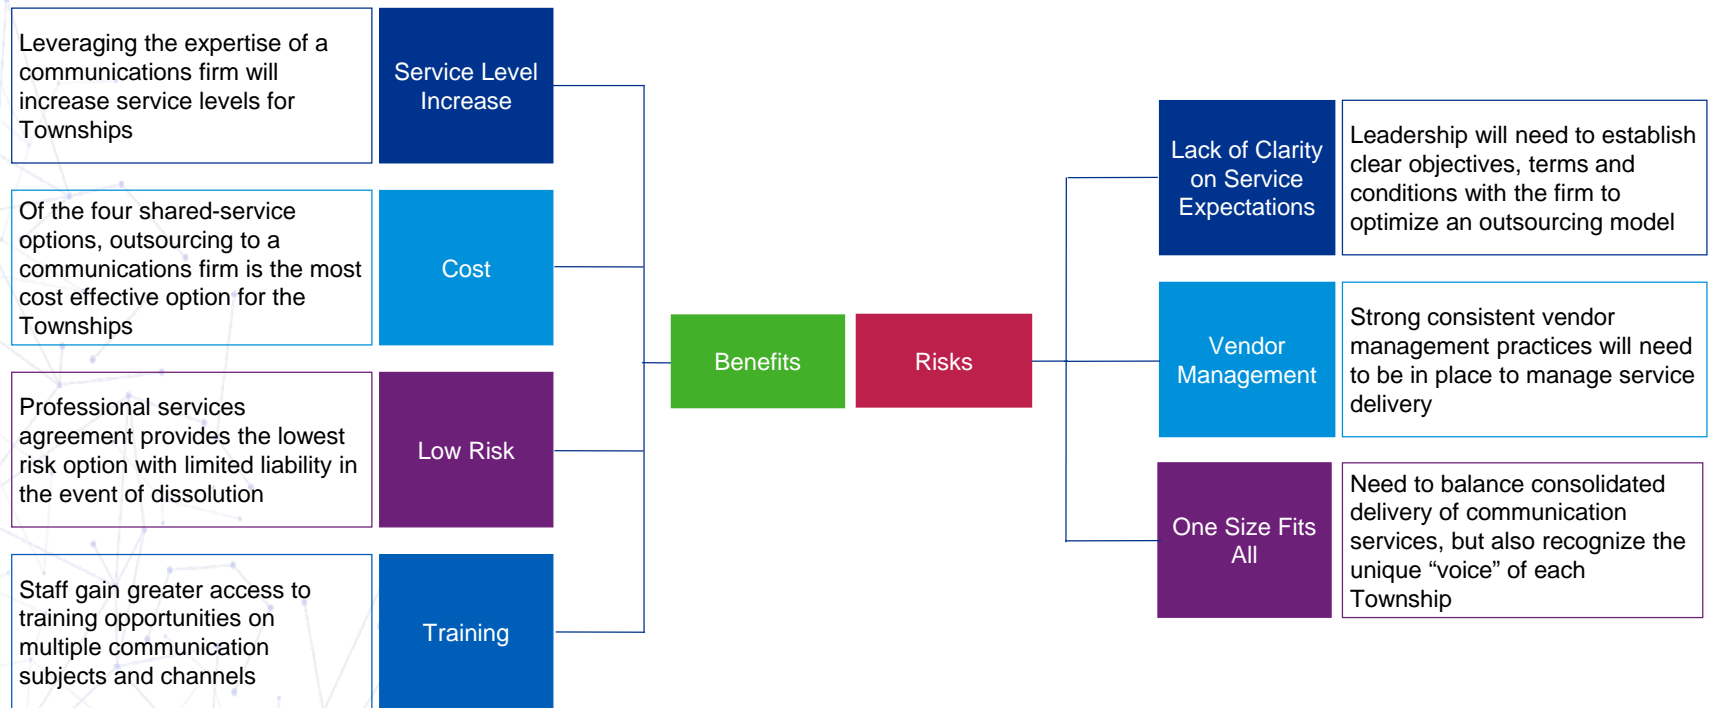 Leveraging the expertise of a
communications firm will
increase service levels for
Townships
Service Level
Increase
Of the four shared-service
options, outsourcing to a
communications firm is the most
cost effective option for the
Townships
Cost
Professional services
agreement provides the lowest
risk option with limited liability in
the event of dissolution
Low Risk
Staff gain greater access to
training opportunities on
multiple communication
subjects and channels
Training
Benefits
Risks
Lack of Clarity
on Service
Expectations
Leadership will need to establish
clear objectives, terms and
conditions with the firm to
optimize an outsourcing model
Vendor
Management
Strong consistent vendor
management practices will need
to be in place to manage service
delivery
One Size Fits
All
Need to balance consolidated
delivery of communication
services, but also recognize the
unique “voice” of each
Township